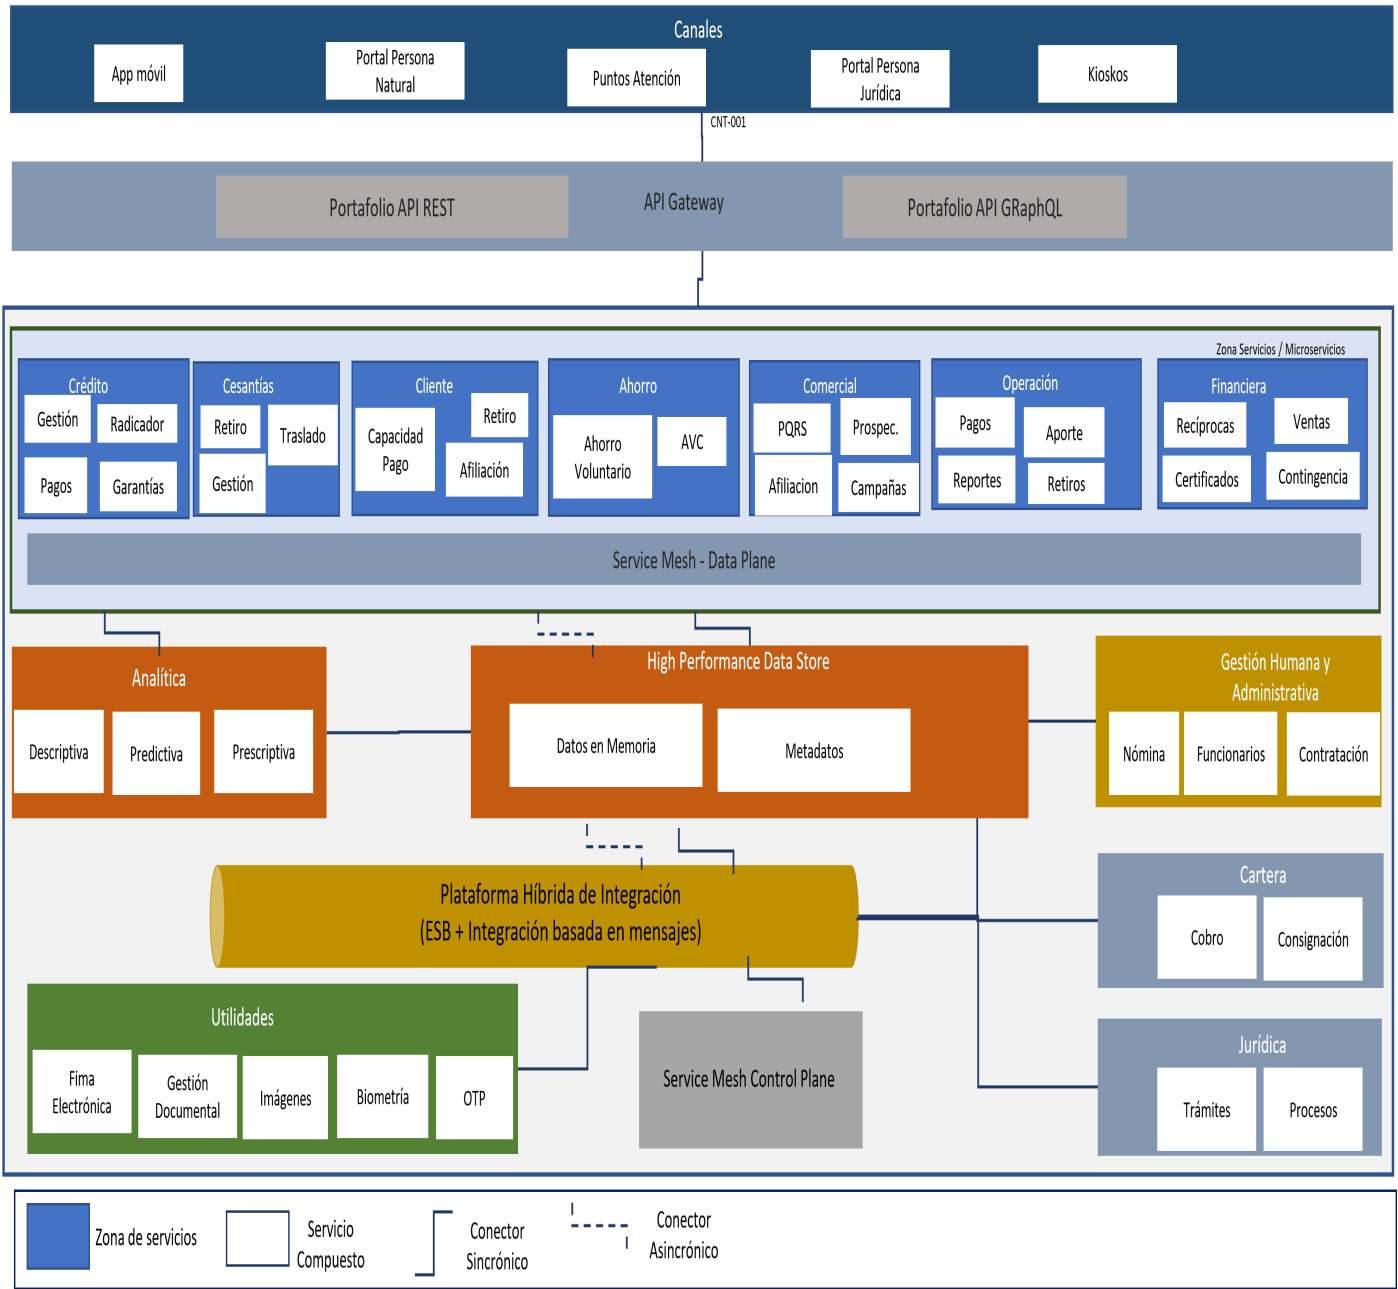 Canales
App móvil
Portal Persona
Natural
Puntos Atención
Portal Persona
Jurídica
Kioskos
CNT-001
Portafolio API REST
API Gateway
Portafolio API GRaphQL
Zona Servicios / Microservicios
Crédito
Gestión
Radicador
Pagos
Garantías
Cesantías
Retiro
Traslado
Gestión
Cliente
Capacidad
Pago
Retiro
Afiliación
Ahorro
Ahorro
Voluntario
AVC
Comercial
PQRS
Prospec.
Afiliacion
Campañas
Operación
Pagos
Aporte
Reportes
Retiros
Financiera
Recíprocas
Ventas
Certificados
Contingencia
Service Mesh - Data Plane
Analítica
Descriptiva
Predictiva
Prescriptiva
High Performance Data Store
Datos en Memoria
Metadatos
Gestión Humana y
Administrativa
Nómina
Funcionarios
Contratación
Plataforma Híbrida de Integración
(ESB + Integración basada en mensajes)
Cartera
Cobro
Consignación
Utilidades
Fima
Electrónica
Gestión
Documental
Imágenes
Biometría
OTP
Service Mesh Control Plane
Jurídica
Trámites
Procesos
Zona de servicios
Servicio
Compuesto
Conector
Sincrónico
Conector
Asincrónico